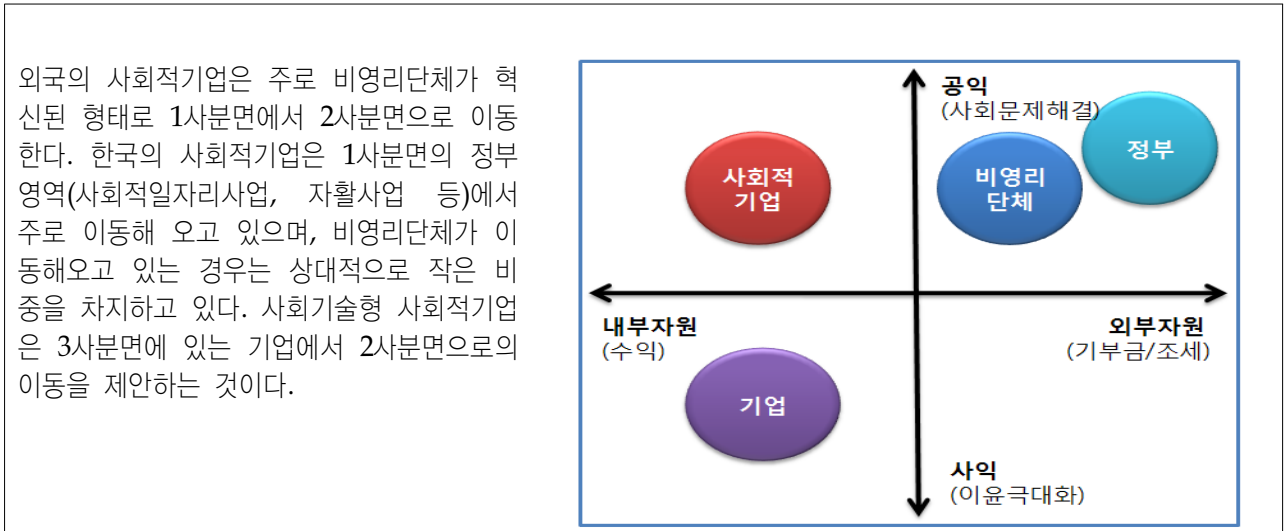 외국의 사회적기업은 주로 비영리단체가 혁
신된 형태로 1사분면에서 2사분면으로 이동
한다. 한국의 사회적기업은 1사분면의 정부
영역(사회적일자리사업, 자활사업 등)에서
주로 이동해 오고 있으며, 비영리단체가 이
동해오고 있는 경우는 상대적으로 작은 비
중을 차지하고 있다. 사회기술형 사회적기업
은 3사분면에 있는 기업에서 2사분면으로의
이동을 제안하는 것이다.
공익
(사회문제해결)
정부
사회적
기업
비영리
단체
내부자원
(수익)
외부자원
(기부금/조세)
기업
사익
(이윤극대화)